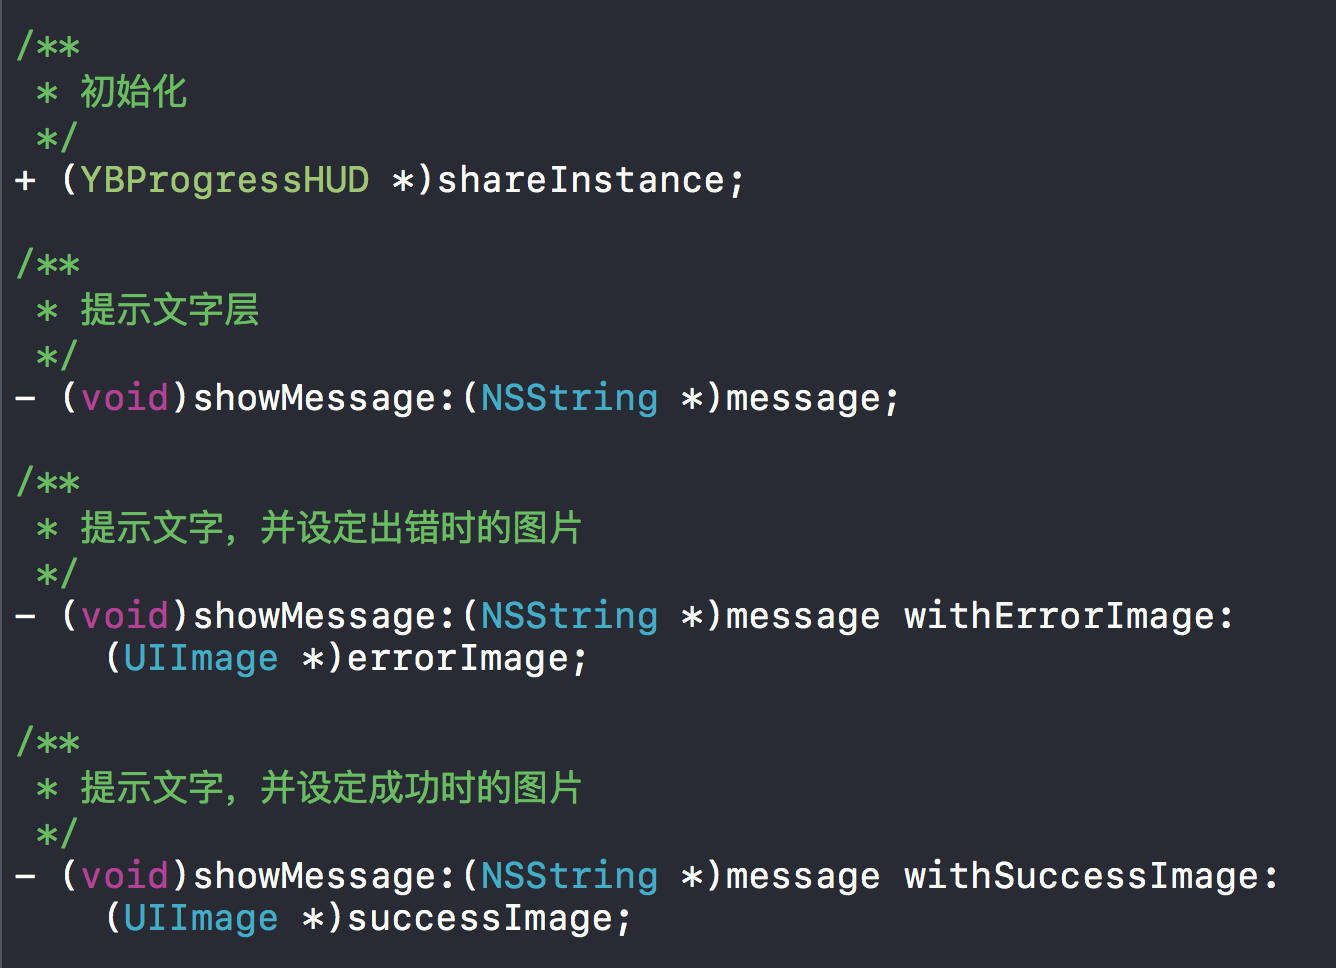 /**
 * 初始化
 */
+ (YBProgressHUD *)shareInstance;
/**
 * 提示文字层
 */
- (void)showMessage:(NSString *)message;
/**
 * 提示文字，并设定出错时的图片
 */
- (void)showMessage:(NSString *)message withErrorImage:
    (UIImage *)errorImage;
/**
 * 提示文字，并设定成功时的图片
 */
- (void)showMessage:(NSString *)message withSuccessImage:
    (UIImage *)successImage;